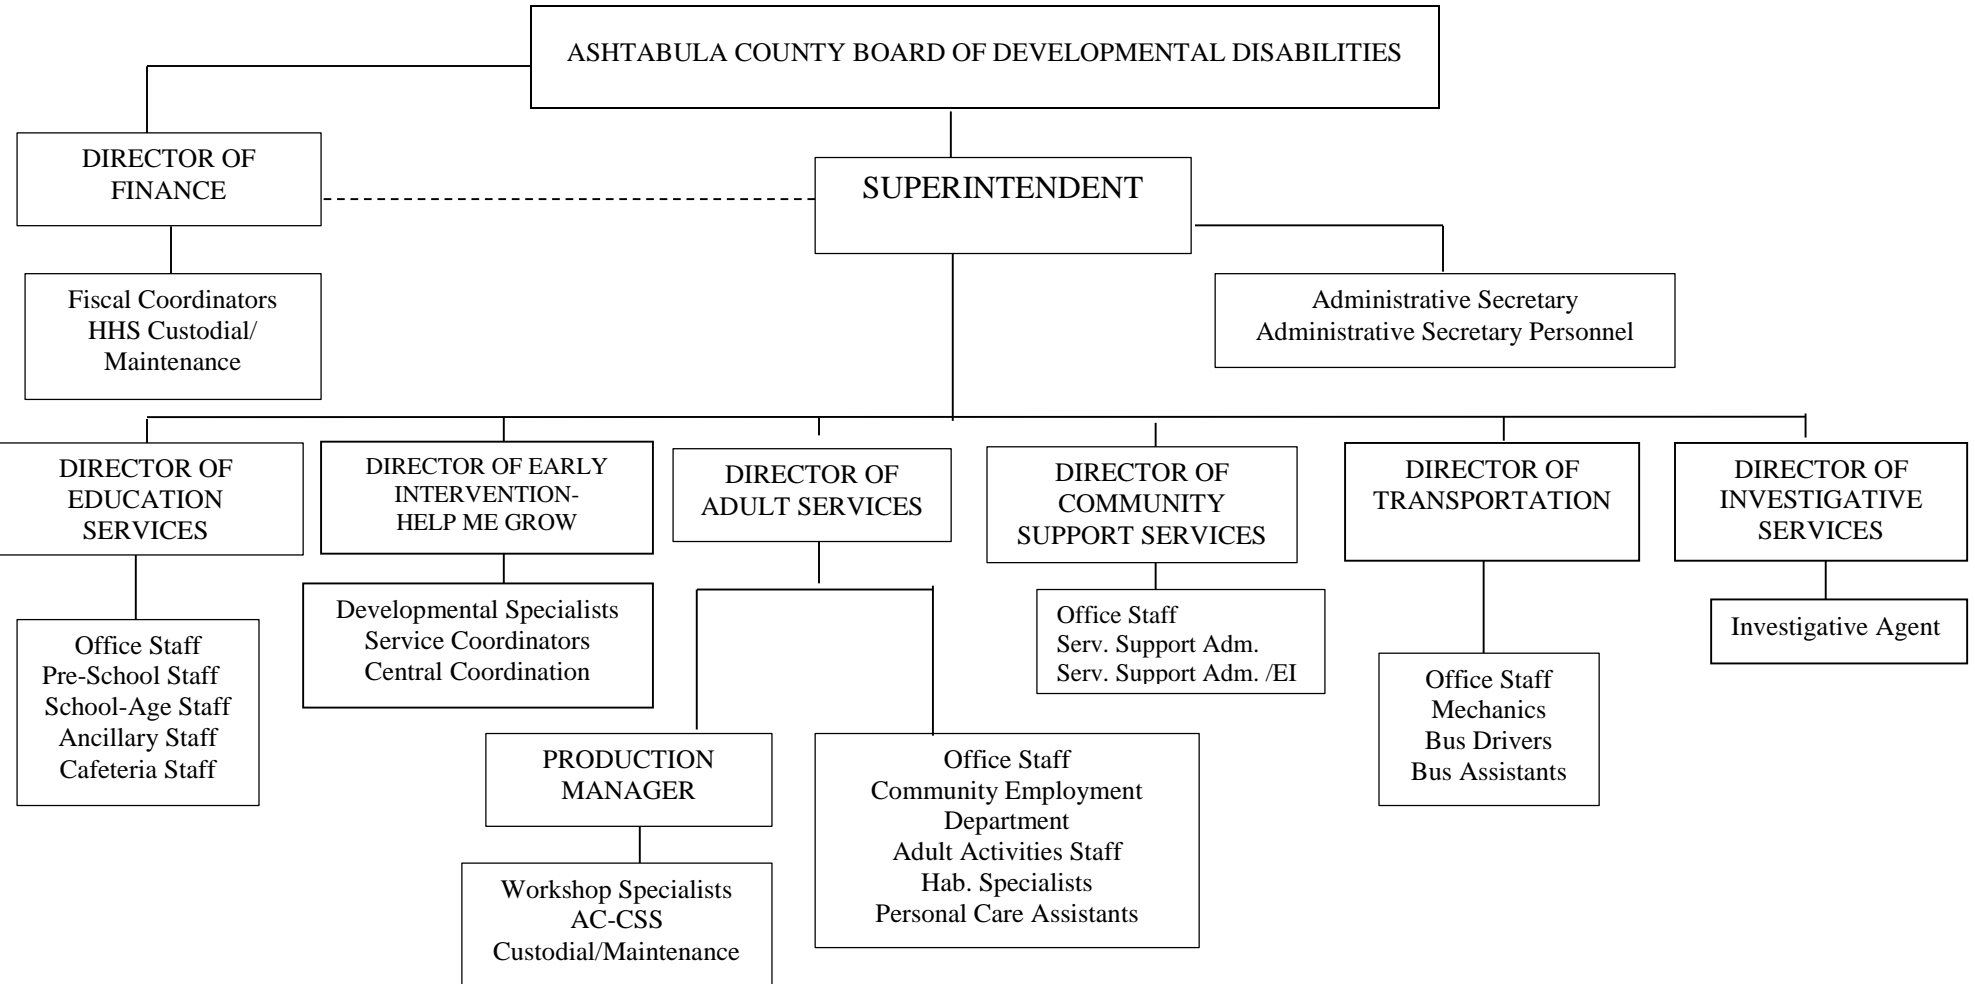 ASHTABULA COUNTY BOARD OF DEVELOPMENTAL DISABILITIES
DIRECTOR OF
FINANCE
SUPERINTENDENT
Fiscal Coordinators
HHS Custodial/
Maintenance
Administrative Secretary
Administrative Secretary Personnel
DIRECTOR OF
EDUCATION
SERVICES
DIRECTOR OF EARLY
INTERVENTION-
HELP ME GROW
DIRECTOR OF
ADULT SERVICES
DIRECTOR OF
COMMUNITY
SUPPORT SERVICES
DIRECTOR OF
TRANSPORTATION
DIRECTOR OF
INVESTIGATIVE
SERVICES
Office Staff
Pre-School Staff
School-Age Staff
Ancillary Staff
Cafeteria Staff
Developmental Specialists
Service Coordinators
Central Coordination
Office Staff
Serv. Support Adm.
Serv. Support Adm. /EI
Office Staff
Mechanics
Bus Drivers
Bus Assistants
Investigative Agent
PRODUCTION
MANAGER
Office Staff
Community Employment
Department
Adult Activities Staff
Hab. Specialists
Personal Care Assistants
Workshop Specialists
AC-CSS
Custodial/Maintenance